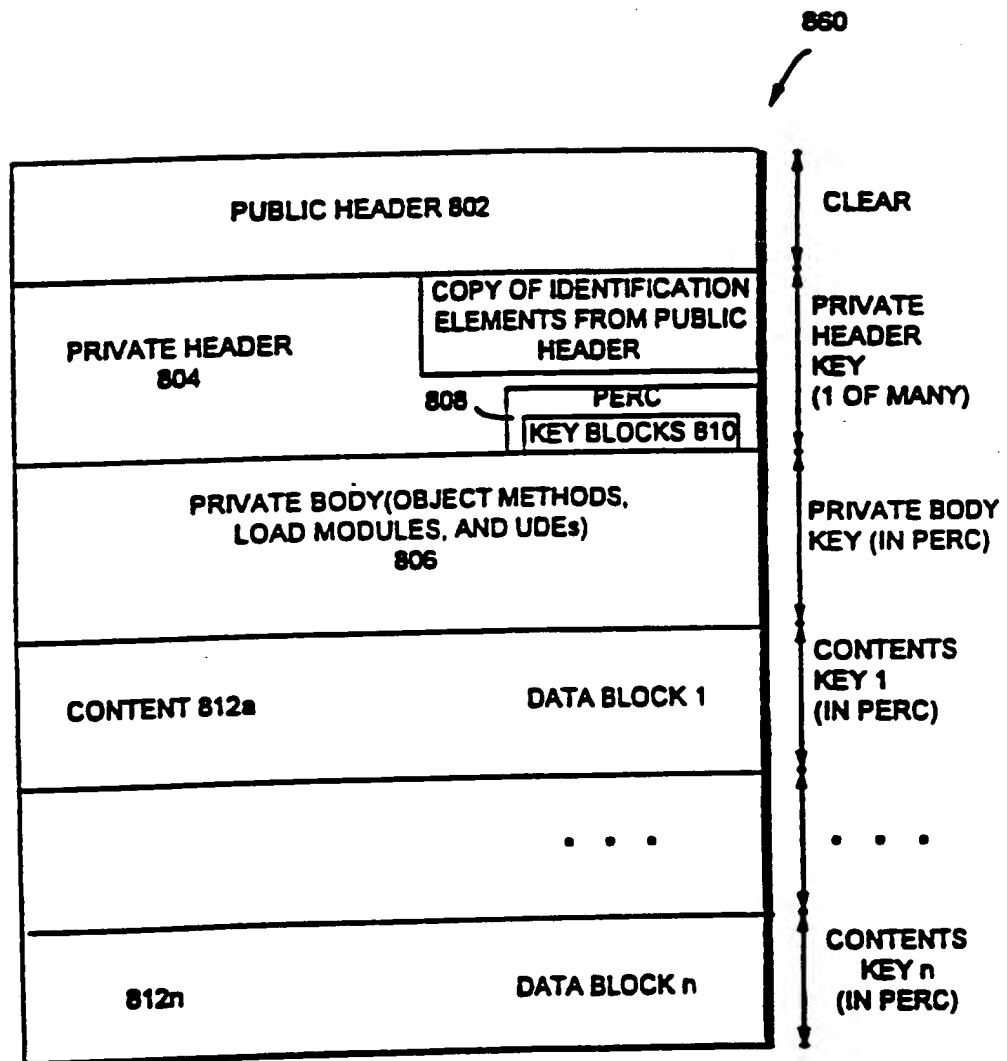 860
PUBLIC HEADER 802
CLEAR
PRIVATE HEADER
804
COPY OF IDENTIFICATION
ELEMENTS FROM PUBLIC
HEADER
808
PERC
KEY BLOCKS 810
PRIVATE
HEADER
KEY
(1 OF MANY)
PRIVATE BODY(OBJECT METHODS,
LOAD MODULES, AND UDEs)
806
PRIVATE BODY
KEY (IN PERC)
CONTENT 812a
DATA BLOCK 1
CONTENTS
KEY 1
(IN PERC)
• • •
• • •
812n
DATA BLOCK n
CONTENTS
KEY n
(IN PERC)